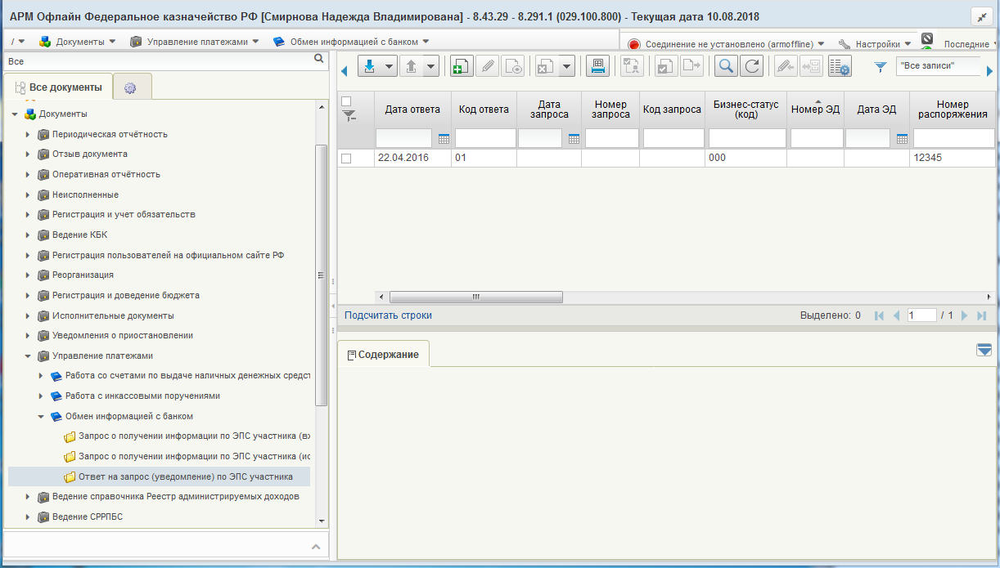 АРМ Офлайн Федеральное казначейство РФ [Смирнова Надежда Владимирована] - 8.43.29 - 8.291.1 (029.100.800) - Текущая дата 10.08.2018
/ Документы Управление платежами Обмен информацией с банком
Соединение не установлено (armoffline) Настройки Последние
Все
"Все записи"
Все документы
Документы
Периодическая отчётность
Отзыв документа
Оперативная отчётность
Неисполненные
Регистрация и учет обязательств
Ведение КБК
Регистрация пользователей на официальном сайте РФ
Реорганизация
Регистрация и доведение бюджета
Исполнительные документы
Уведомления о приостановлении
Управление платежами
Работа со счетами по выдаче наличных денежных средст
Работа с инкассовыми поручениями
Обмен информацией с банком
Запрос о получении информации по ЭПС участника (вх
Запрос о получении информации по ЭПС участника (ис
Ответ на запрос (уведомление) по ЭПС участника
Ведение справочника Реестр администрируемых доходов
Ведение СРРПБС
Дата ответа
Код ответа
Дата
запроса
Номер
запроса
Код запроса
Бизнес-статус
(код)
Номер ЭД
Дата ЭД
Номер
распоряжения
22.04.2016 01 000 12345
Подсчитать строки
Выделено: 0 1 / 1
Содержание